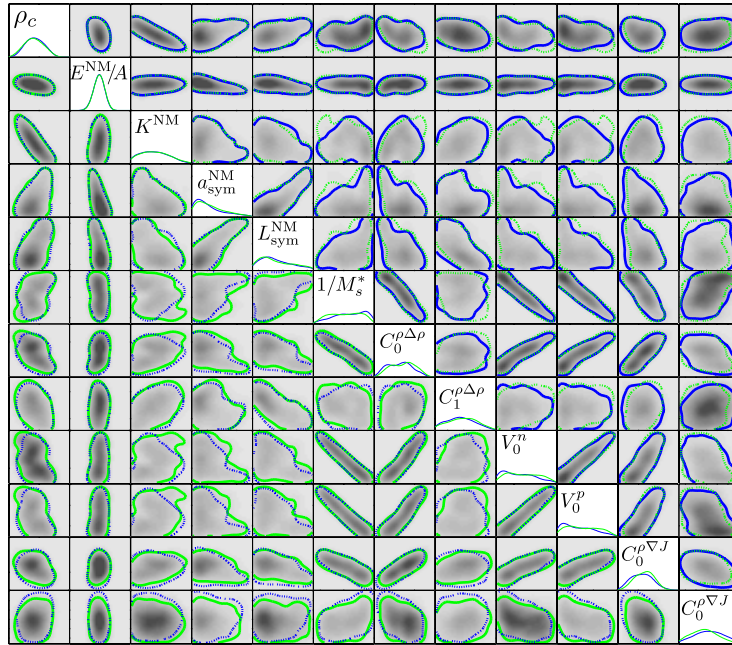 ρ_c
E^NM/A
K^NM
a_sym^NM
L_sym^NM
1/M_s^*
C_0^ρΔρ
C_1^ρΔρ
V_0^n
V_0^p
C_0^ρ∇J
C_0^ρ∇J